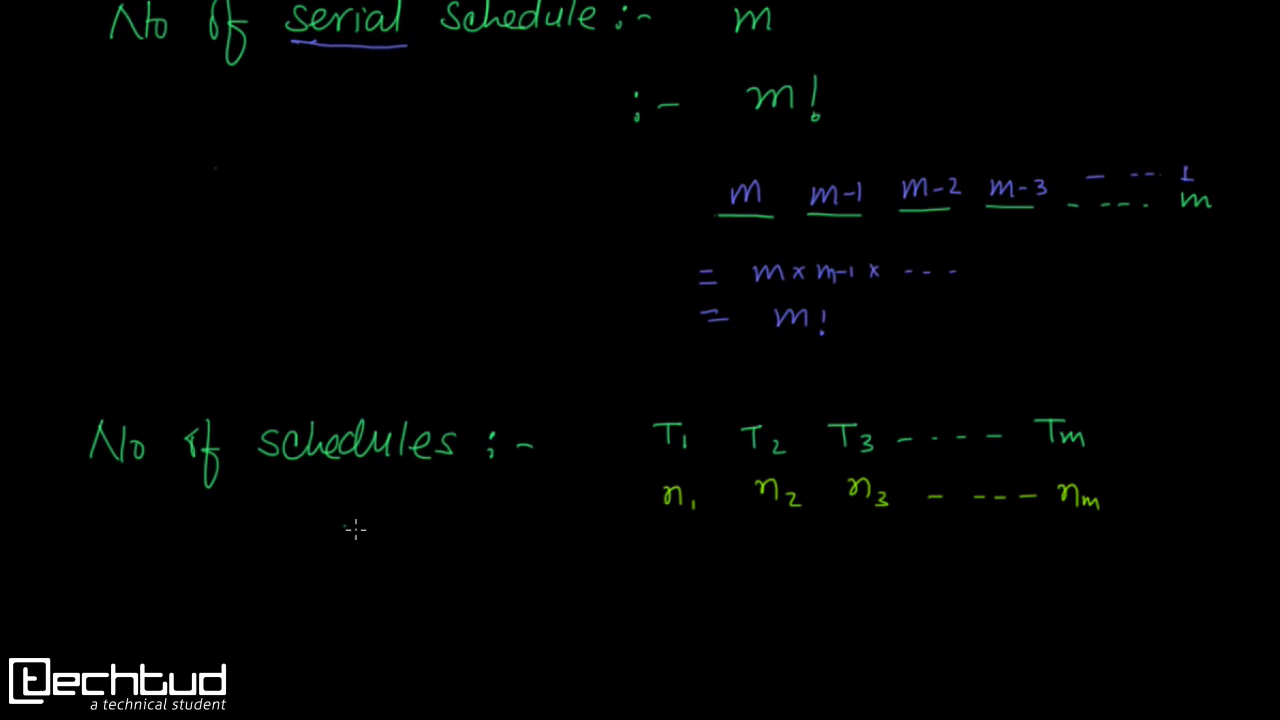 No of serial schedule :- m
:- m!
m m-1 m-2 m-3 - --- 1
- ---- m
= m x m-1 x ----
= m!
No of schedules :- T1 T2 T3 ----- Tm
n1 n2 n3 - ---- nm
techtud
a technical student